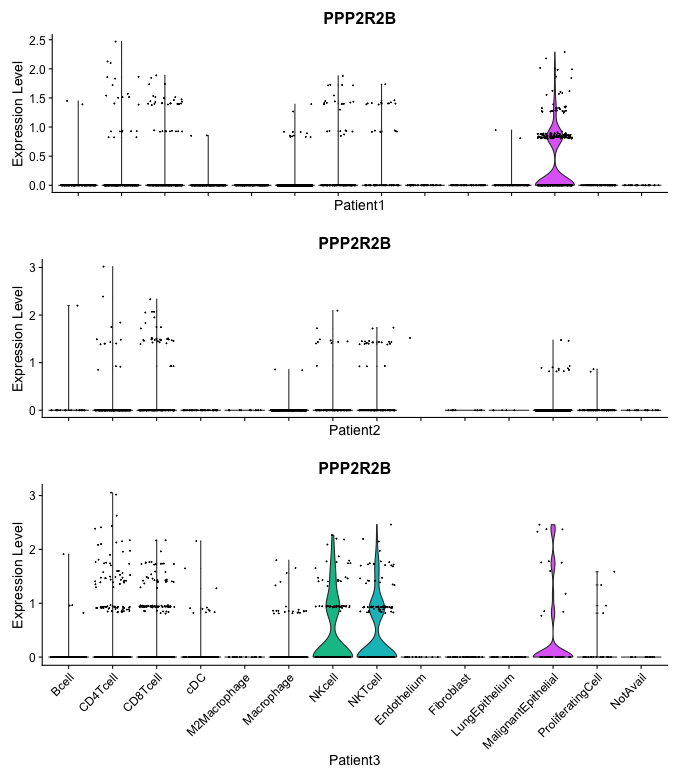 PPP2R2B
Expression Level
2.5
2.0
1.5
1.0
0.5
0.0
Patient1
PPP2R2B
Expression Level
3
2
1
0
Patient2
PPP2R2B
Expression Level
3
2
1
0
Bcell
CD4Tcell
CD8Tcell
cDC
M2Macrophage
Macrophage
NKcell
NKTcell
Endothelium
Fibroblast
LungEpithelium
MalignantEpithelial
ProliferatingCell
NotAvail
Patient3